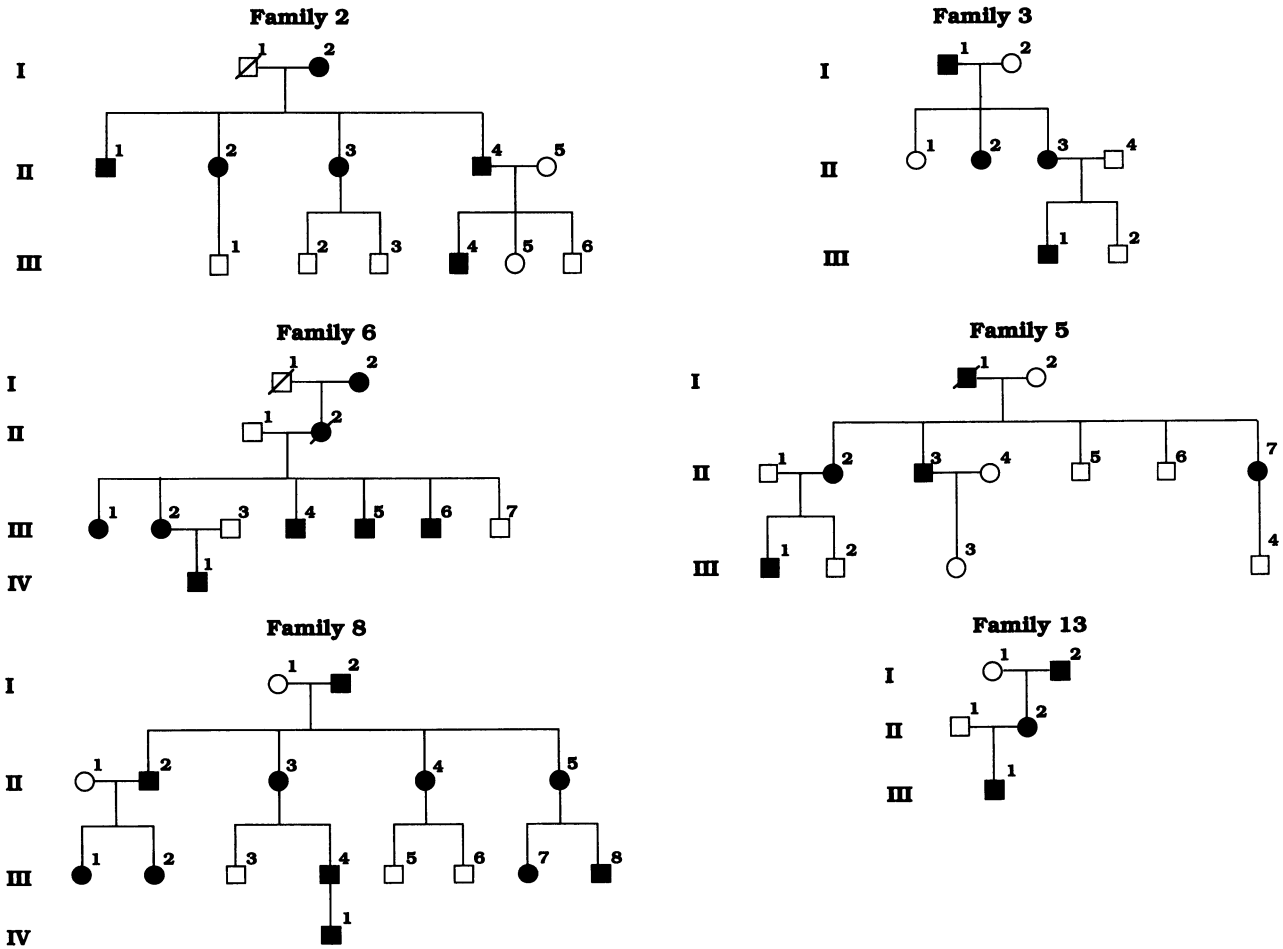 Family 2
1 2
I
1 2 3 4 5
II
1 2 3 4 5 6
III
Family 3
1 2
I
1 2 3 4
II
1 2
III
Family 6
1 2
I
1 2
II
1 2 3 4 5 6 7
III
1
IV
Family 5
1 2
I
1 2 3 4 5 6 7
II
1 2 3 4
III
Family 8
1 2
I
1 2 3 4 5
II
1 2 3 4 5 6 7 8
III
1
IV
Family 13
1 2
I
1 2
II
1
III